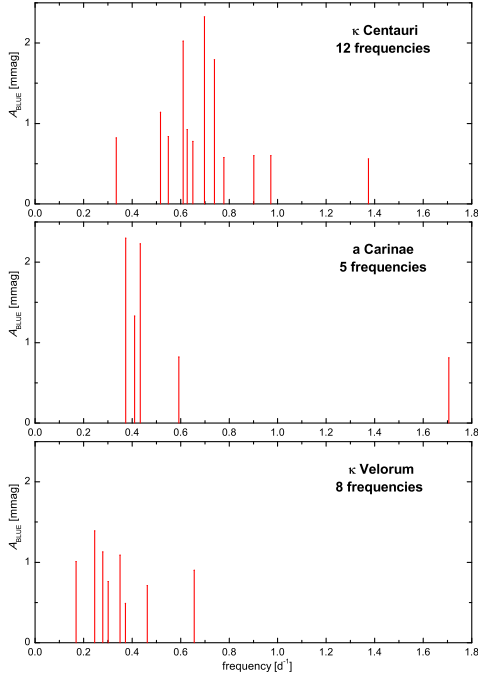 κ Centauri
12 frequencies
A_BLUE [mmag]
2
1
0
0.0 0.2 0.4 0.6 0.8 1.0 1.2 1.4 1.6 1.8
a Carinae
5 frequencies
A_BLUE [mmag]
2
1
0
0.0 0.2 0.4 0.6 0.8 1.0 1.2 1.4 1.6 1.8
κ Velorum
8 frequencies
A_BLUE [mmag]
2
1
0
0.0 0.2 0.4 0.6 0.8 1.0 1.2 1.4 1.6 1.8
frequency [d⁻¹]